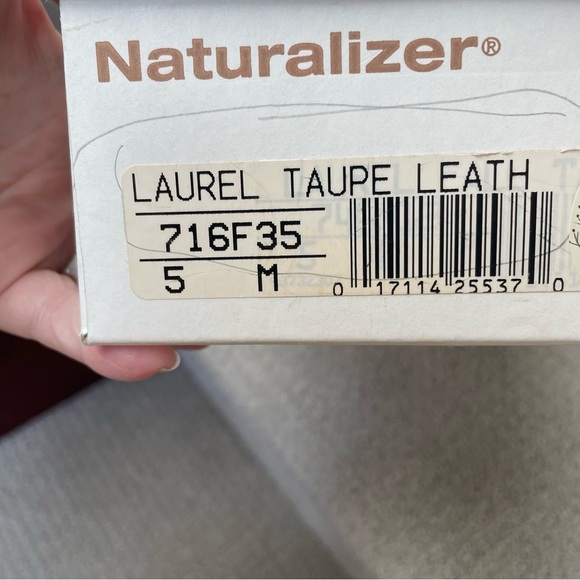 Naturalizer®
LAUREL TAUPE LEATH
716F35
5 M
0 17114 25537 0